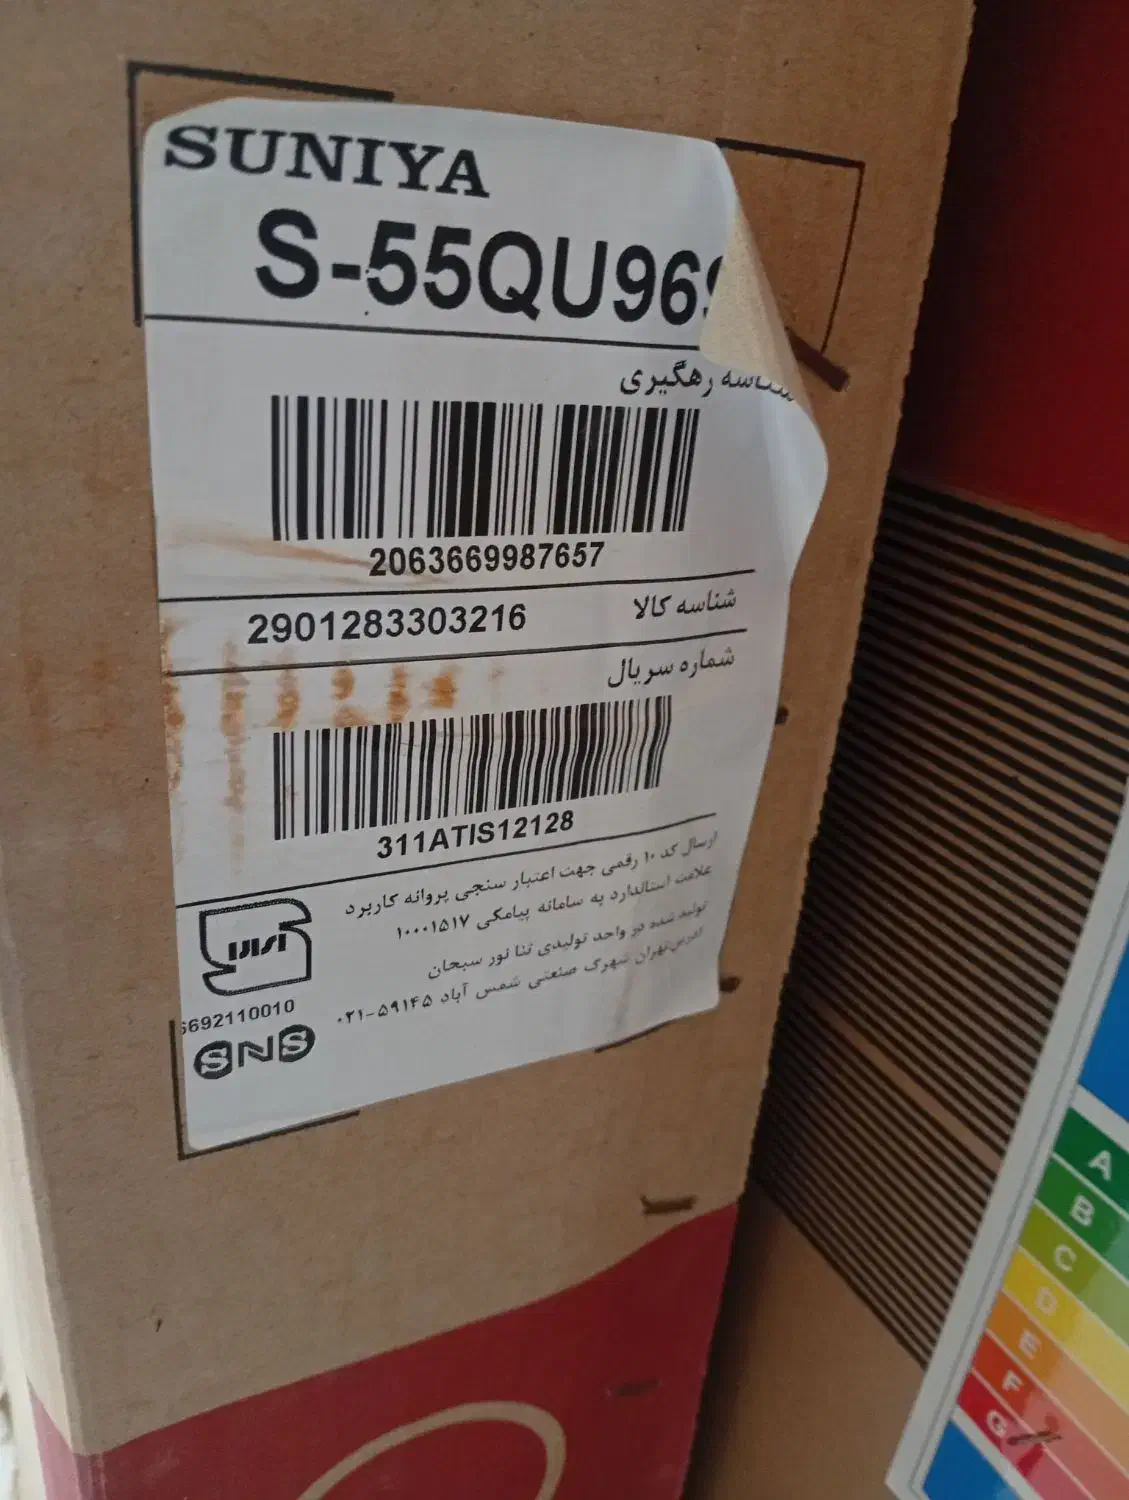 SUNIYA
S-55QU96
شناسه رهگیری
2063669987657
2901283303216 شناسه کالا
شماره سریال
311ATIS12128
ارسال کد ۱۰ رقمی جهت اعتبار سنجی پروانه کاربرد
علامت استاندارد به سامانه پیامکی ۱۰۰۰۱۵۱۷
تولید شده در واحد تولیدی تنا نور سبحان
آدرس:تهران شهرک صنعتی شمس آباد ۵۹۱۴۵-۰۲۱
6692110010
SNS
A
B
C
D
E
F
G